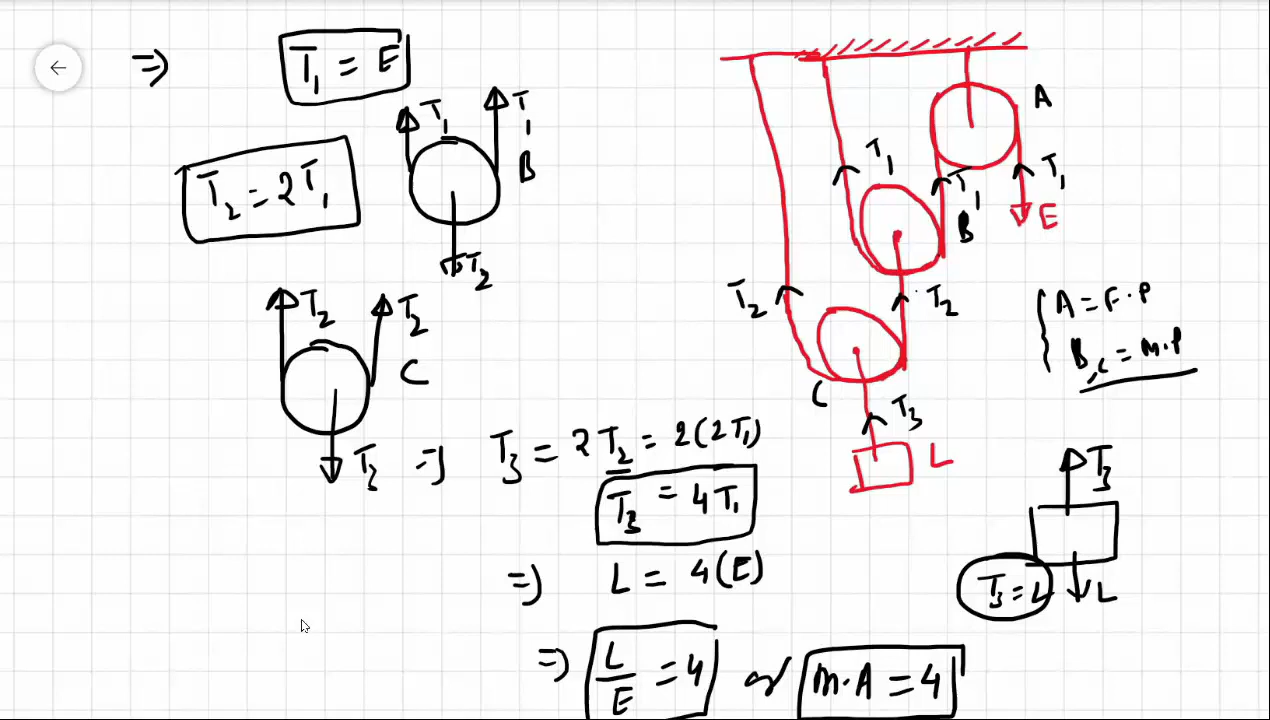 ⇒ T₁ = E
T₁ T₁
B
T₂ = 2T₁
T₂
T₂ T₂
C
T₃ ⇒ T₃ = 2T₂ = 2(2T₁)
T₃ = 4T₁
⇒ L = 4(E)
⇒ L/E = 4 or M.A = 4
A
T₁
T₁
T₁
E
B
T₂
T₂
C
T₃
L
A = F.P
B,C = M.P
T₃
T₃ = L
L